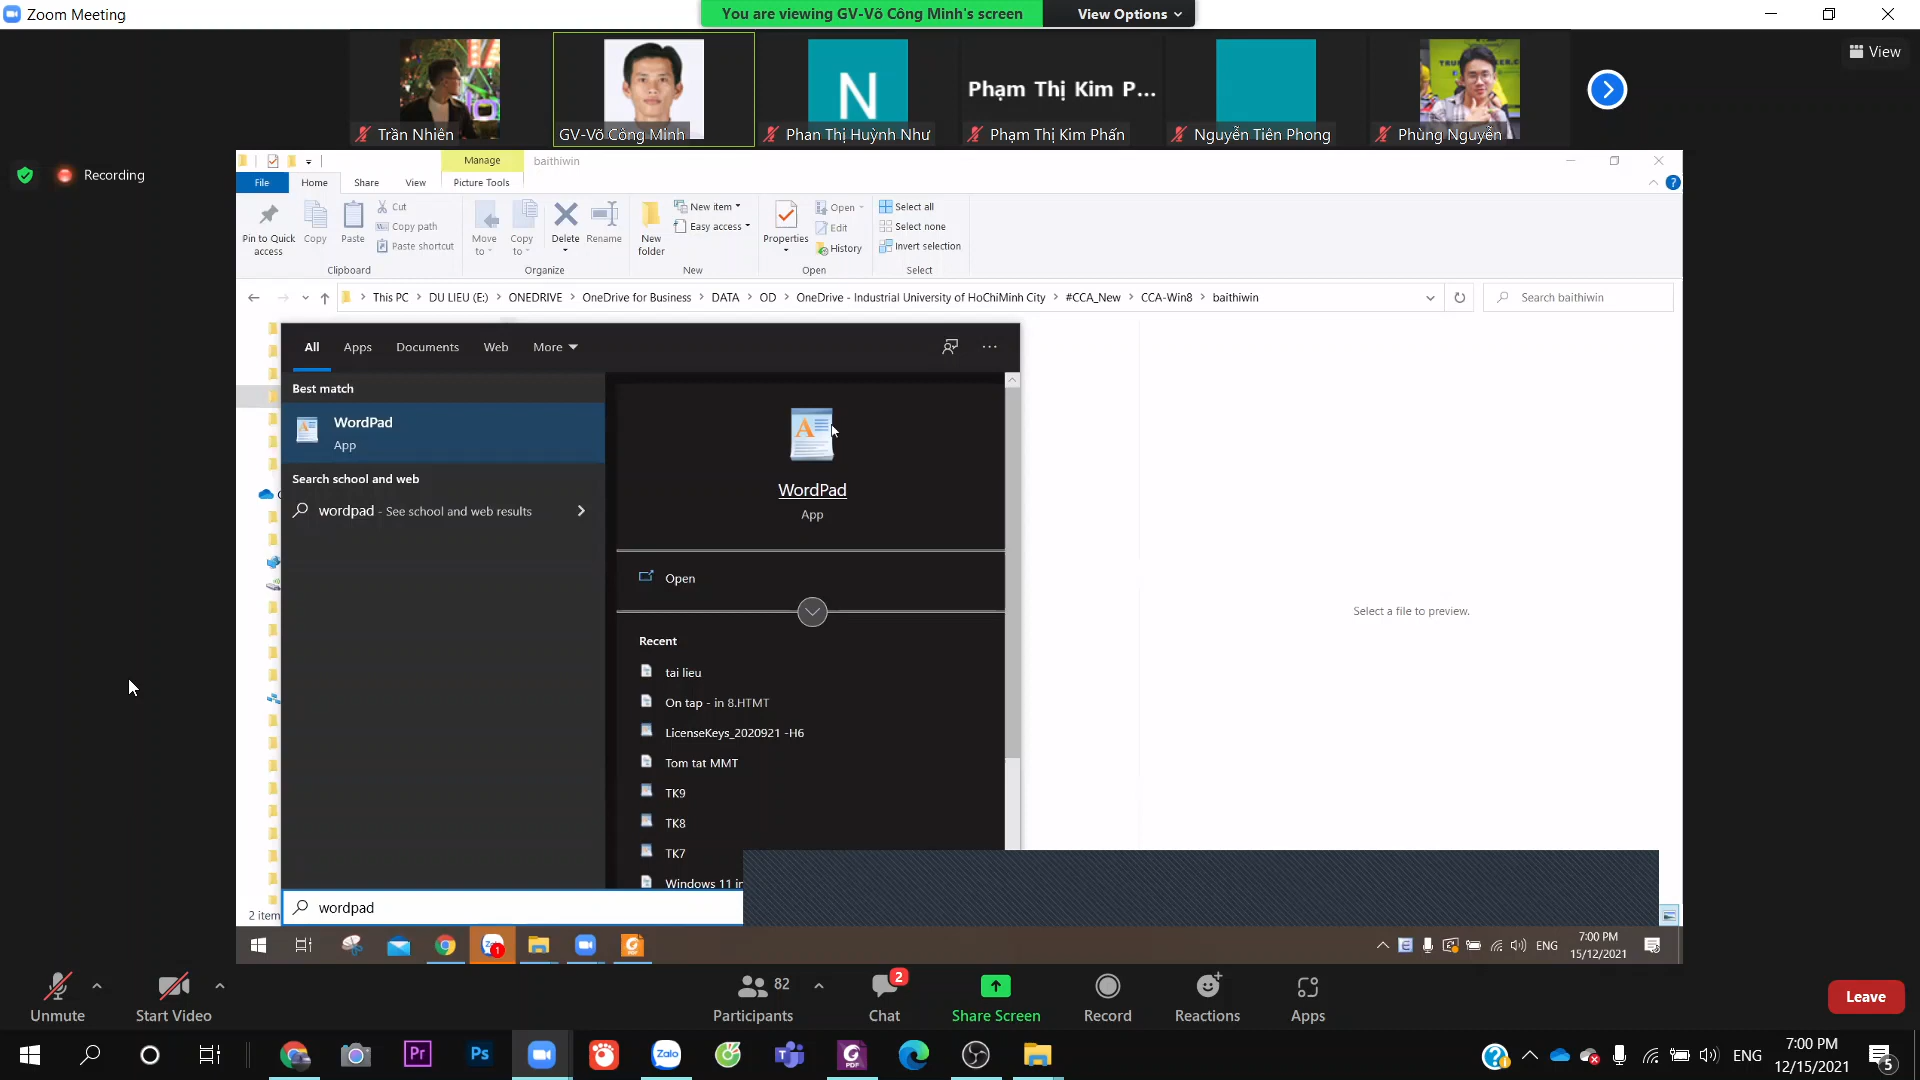 Zoom Meeting
You are viewing GV-Võ Công Minh's screen
View Options
View
Trần Nhiên
GV-Võ Công Minh
N
Phan Thị Huỳnh Như
Phạm Thị Kim P...
Phạm Thị Kim Phấn
Nguyễn Tiên Phong
Phùng Nguyễn
Recording
Manage
baithiwin
File
Home
Share
View
Picture Tools
Pin to Quick access
Copy
Paste
Cut
Copy path
Paste shortcut
Clipboard
Move to
Copy to
Delete
Rename
Organize
New folder
New item
Easy access
New
Properties
Open
Edit
History
Open
Select all
Select none
Invert selection
Select
This PC > DU LIEU (E:) > ONEDRIVE > OneDrive for Business > DATA > OD > OneDrive - Industrial University of HoChiMinh City > #CCA_New > CCA-Win8 > baithiwin
Search baithiwin
All
Apps
Documents
Web
More
Best match
WordPad
App
Search school and web
wordpad - See school and web results
WordPad
App
Open
Recent
tai lieu
On tap - in 8.HTMT
LicenseKeys_2020921 -H6
Tom tat MMT
TK9
TK8
TK7
Windows 11 in
Select a file to preview.
2 item
wordpad
ENG
7:00 PM
15/12/2021
Unmute
Start Video
82
Participants
2
Chat
Share Screen
Record
Reactions
Apps
Leave
Pr
Ps
Zalo
PDF
ENG
7:00 PM
12/15/2021
5